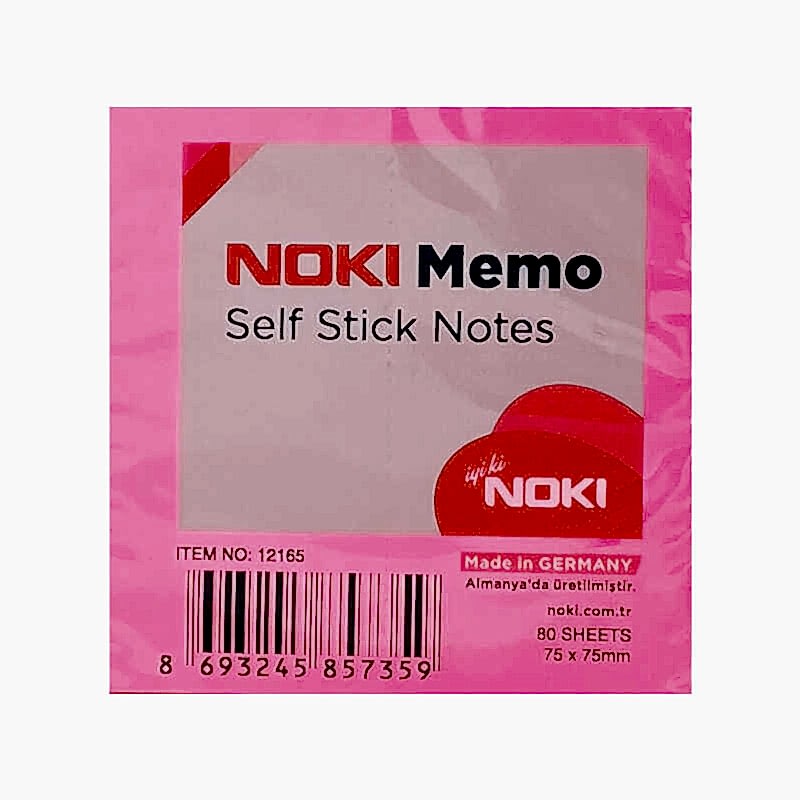 NOKI Memo
Self Stick Notes
iyi ki
NOKI
ITEM NO: 12165
Made in GERMANY
Almanya'da üretilmiştir.
noki.com.tr
80 SHEETS
75 x 75mm
8 693245 857359